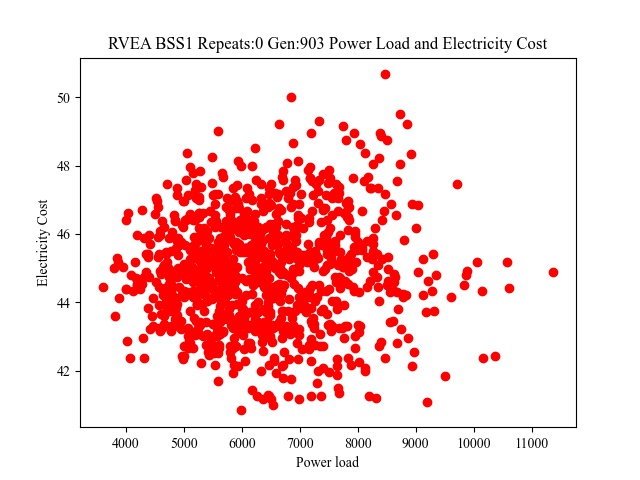 RVEA BSS1 Repeats:0 Gen:903 Power Load and Electricity Cost
50
48
46
44
42
Electricity Cost
4000 5000 6000 7000 8000 9000 10000 11000
Power load